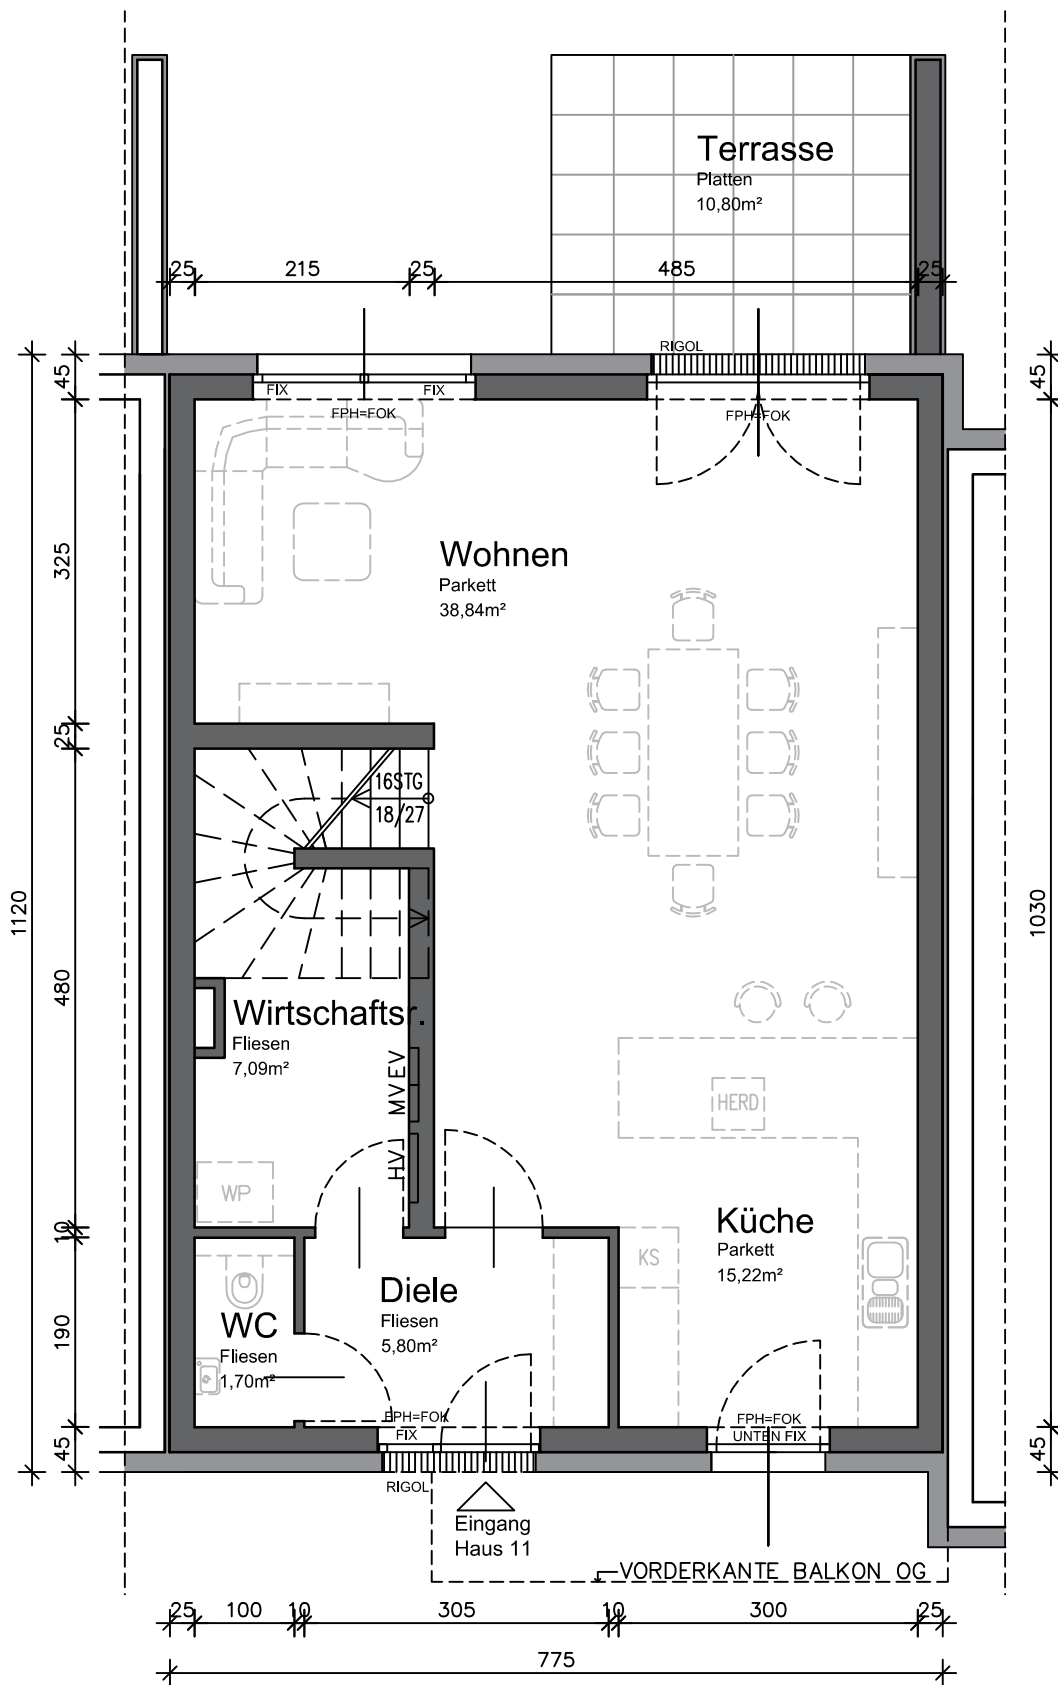 Terrasse
Platten
10,80m²
25
215
25
485
25
RIGOL
45
45
FIX
FIX
FPH=FOK
FPH=FOK
325
Wohnen
Parkett
38,84m²
25
16STG
18/27
1120
1030
480
Wirtschaftsr.
Fliesen
7,09m²
MVEV
HERD
HV
WP
10
Küche
Parkett
15,22m²
KS
Diele
Fliesen
5,80m²
WC
Fliesen
1,70m²
190
FPH=FOK
FIX
FPH=FOK
UNTEN FIX
45
45
RIGOL
Eingang
Haus 11
VORDERKANTE BALKON OG
25
100
10
305
10
300
25
775